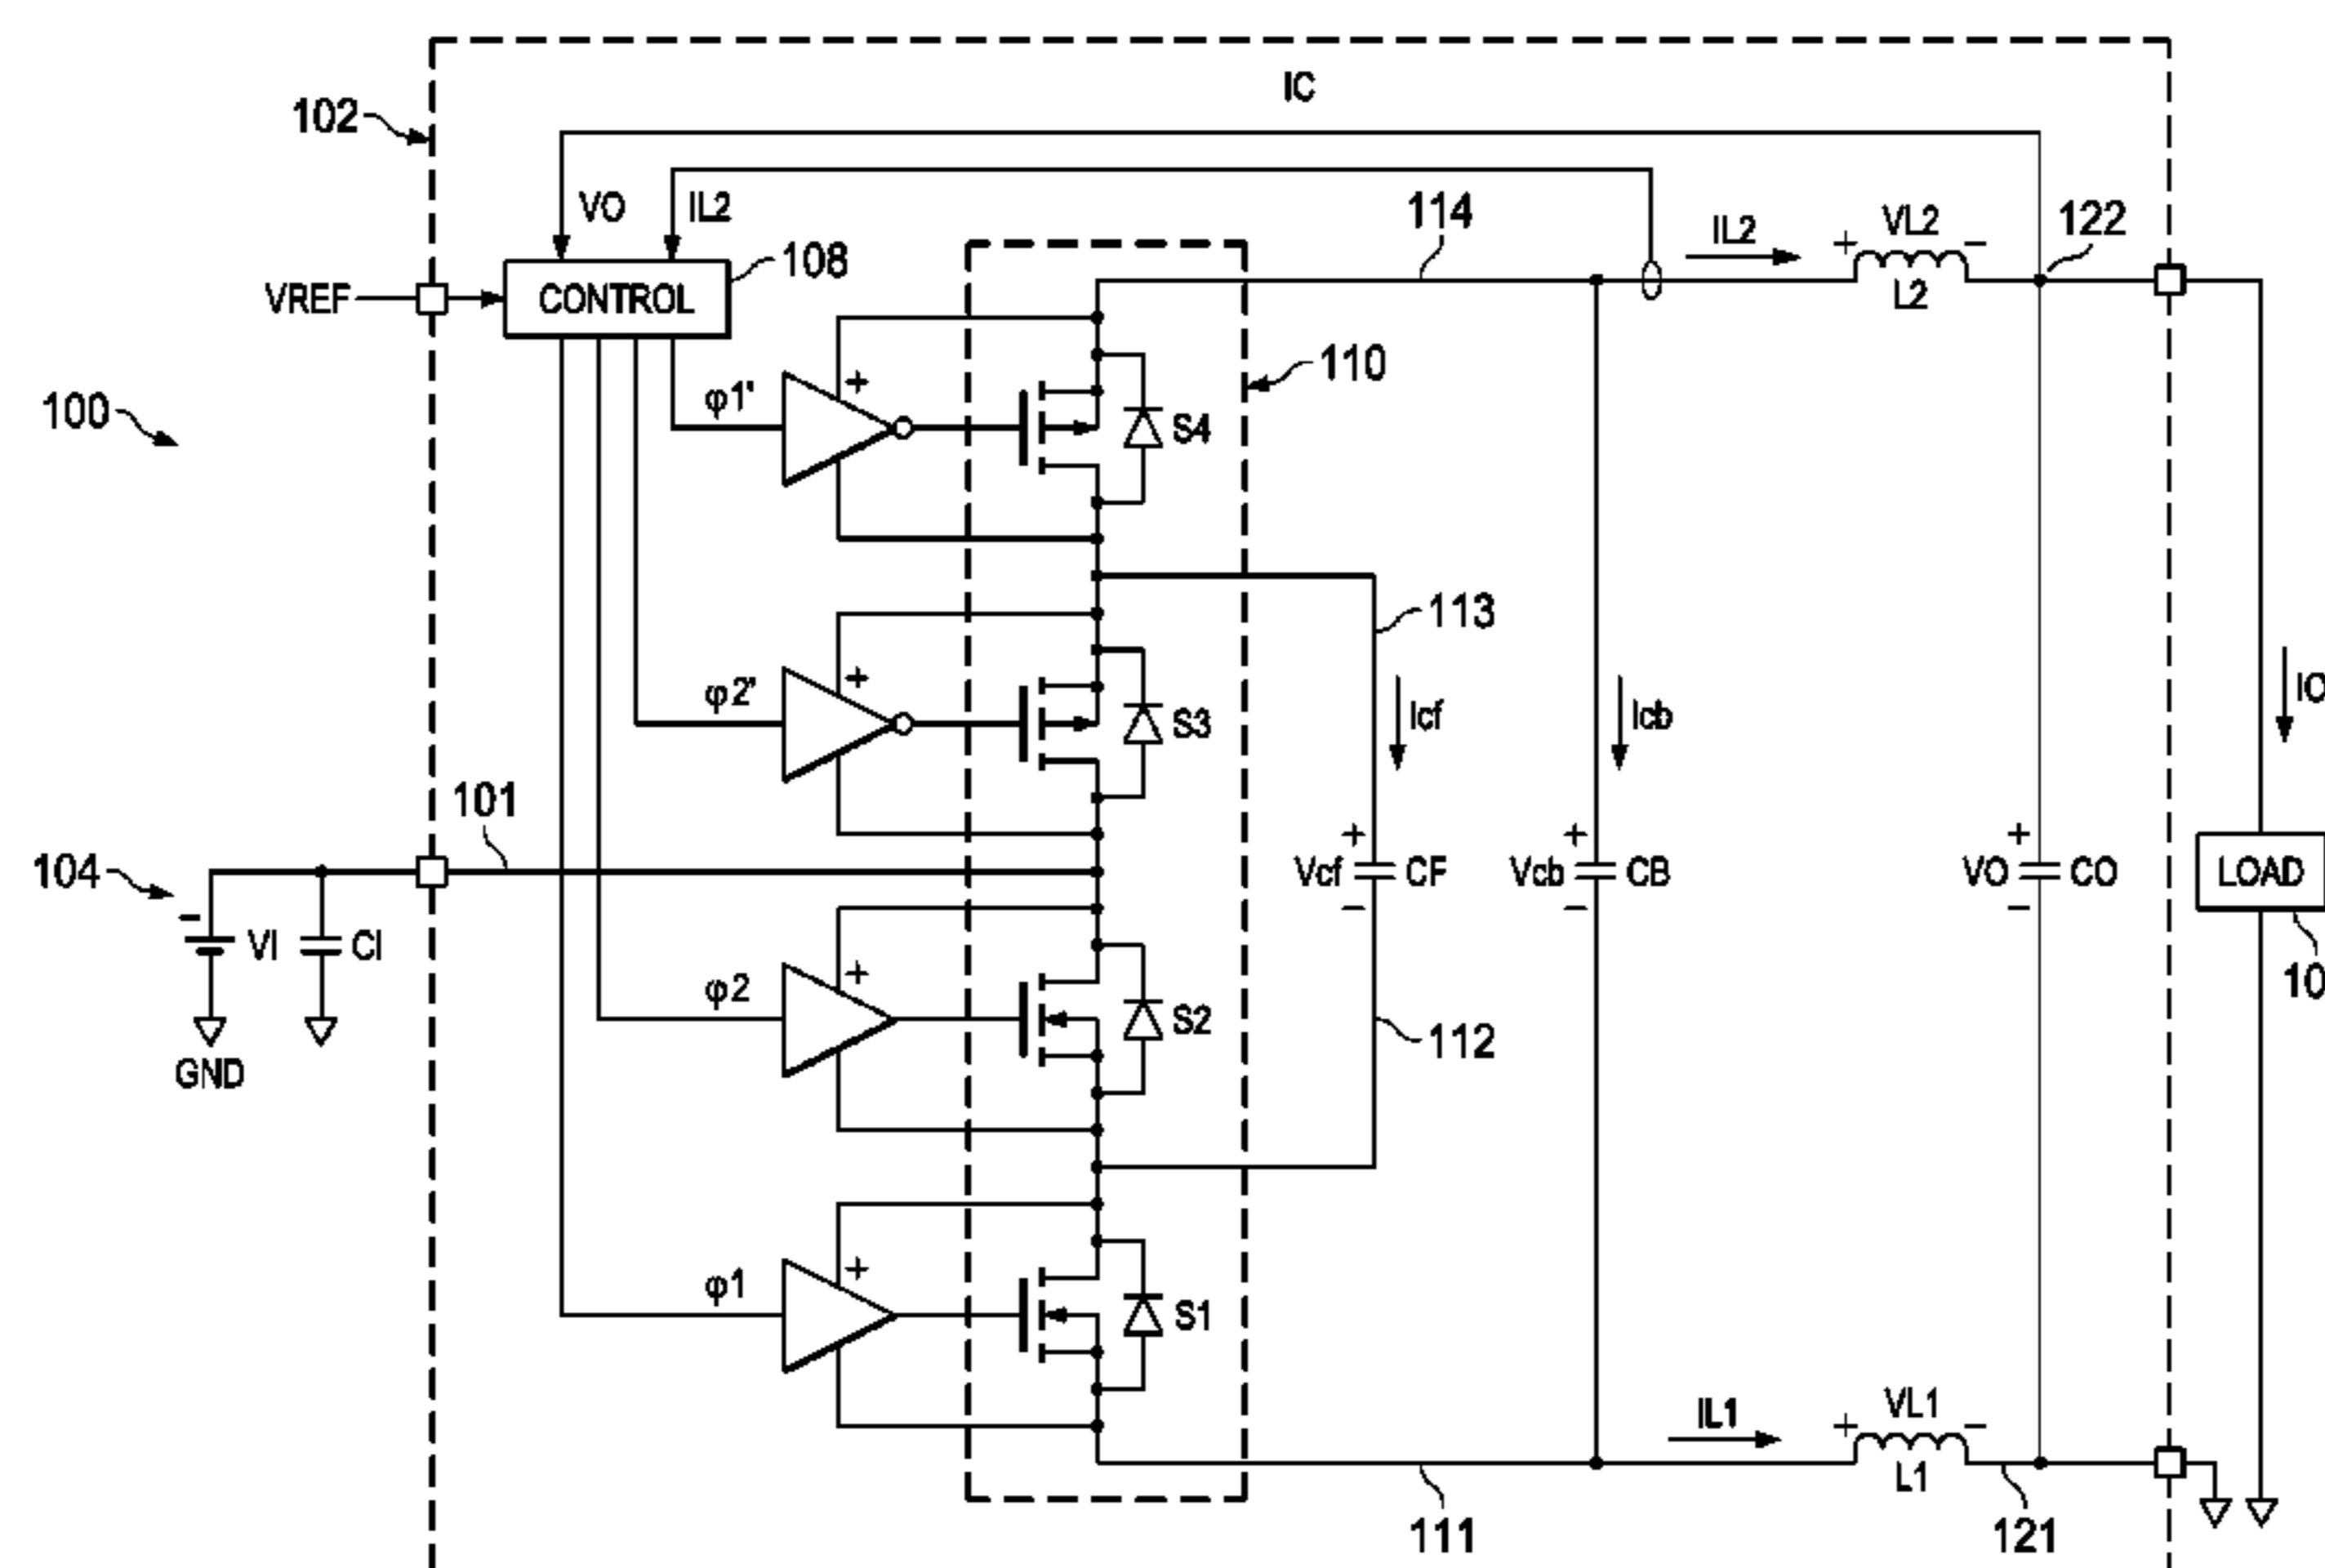 IC
102
VO
IL2
114
IL2
VL2
122
L2
108
VREF
CONTROL
110
100
φ1'
+
S4
113
φ2'
+
S3
Icf
Icb
IO
101
104
Vcf
+
−
CF
Vcb
+
−
CB
VO
+
−
CO
LOAD
-
VI
CI
10
φ2
+
S2
112
GND
φ1
+
S1
IL1
VL1
+
−
L1
111
121